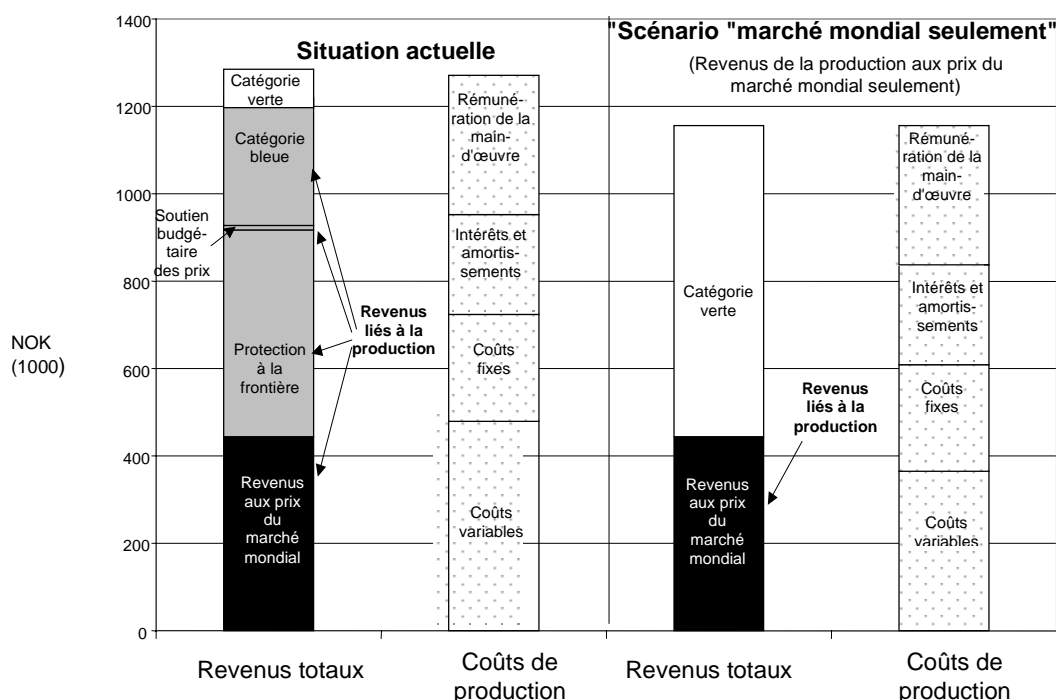 1400
1200
1000
800
600
400
200
0
NOK
(1000)
Situation actuelle
Catégorie
verte
Catégorie
bleue
Soutien
budgé-
taire
des prix
Protection
à la
frontière
Revenus
aux prix
du
marché
mondial
Revenus
liés à la
production
Rémuné-
ration de la
main-
d'œuvre
Intérêts et
amortis-
sements
Coûts
fixes
Coûts
variables
"Scénario "marché mondial seulement"
(Revenus de la production aux prix du
marché mondial seulement)
Catégorie
verte
Revenus
aux prix
du
marché
mondial
Revenus
liés à la
production
Rémuné-
ration de la
main-
d'œuvre
Intérêts et
amortis-
sements
Coûts
fixes
Coûts
variables
Revenus totaux
Coûts de
production
Revenus totaux
Coûts de
production